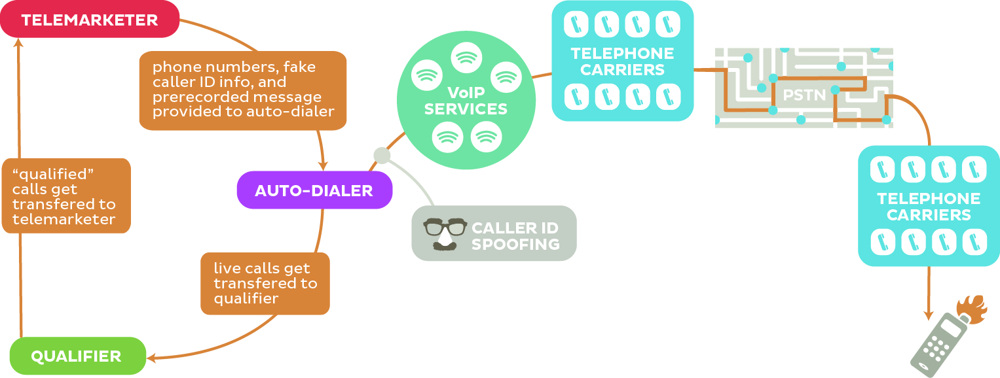 TELEMARKETER
phone numbers, fake
caller ID info, and
prerecorded message
provided to auto-dialer
“qualified”
calls get
transfered to
telemarketer
AUTO-DIALER
live calls get
transfered to
qualifier
QUALIFIER
VoIP
SERVICES
CALLER ID
SPOOFING
TELEPHONE
CARRIERS
PSTN
TELEPHONE
CARRIERS